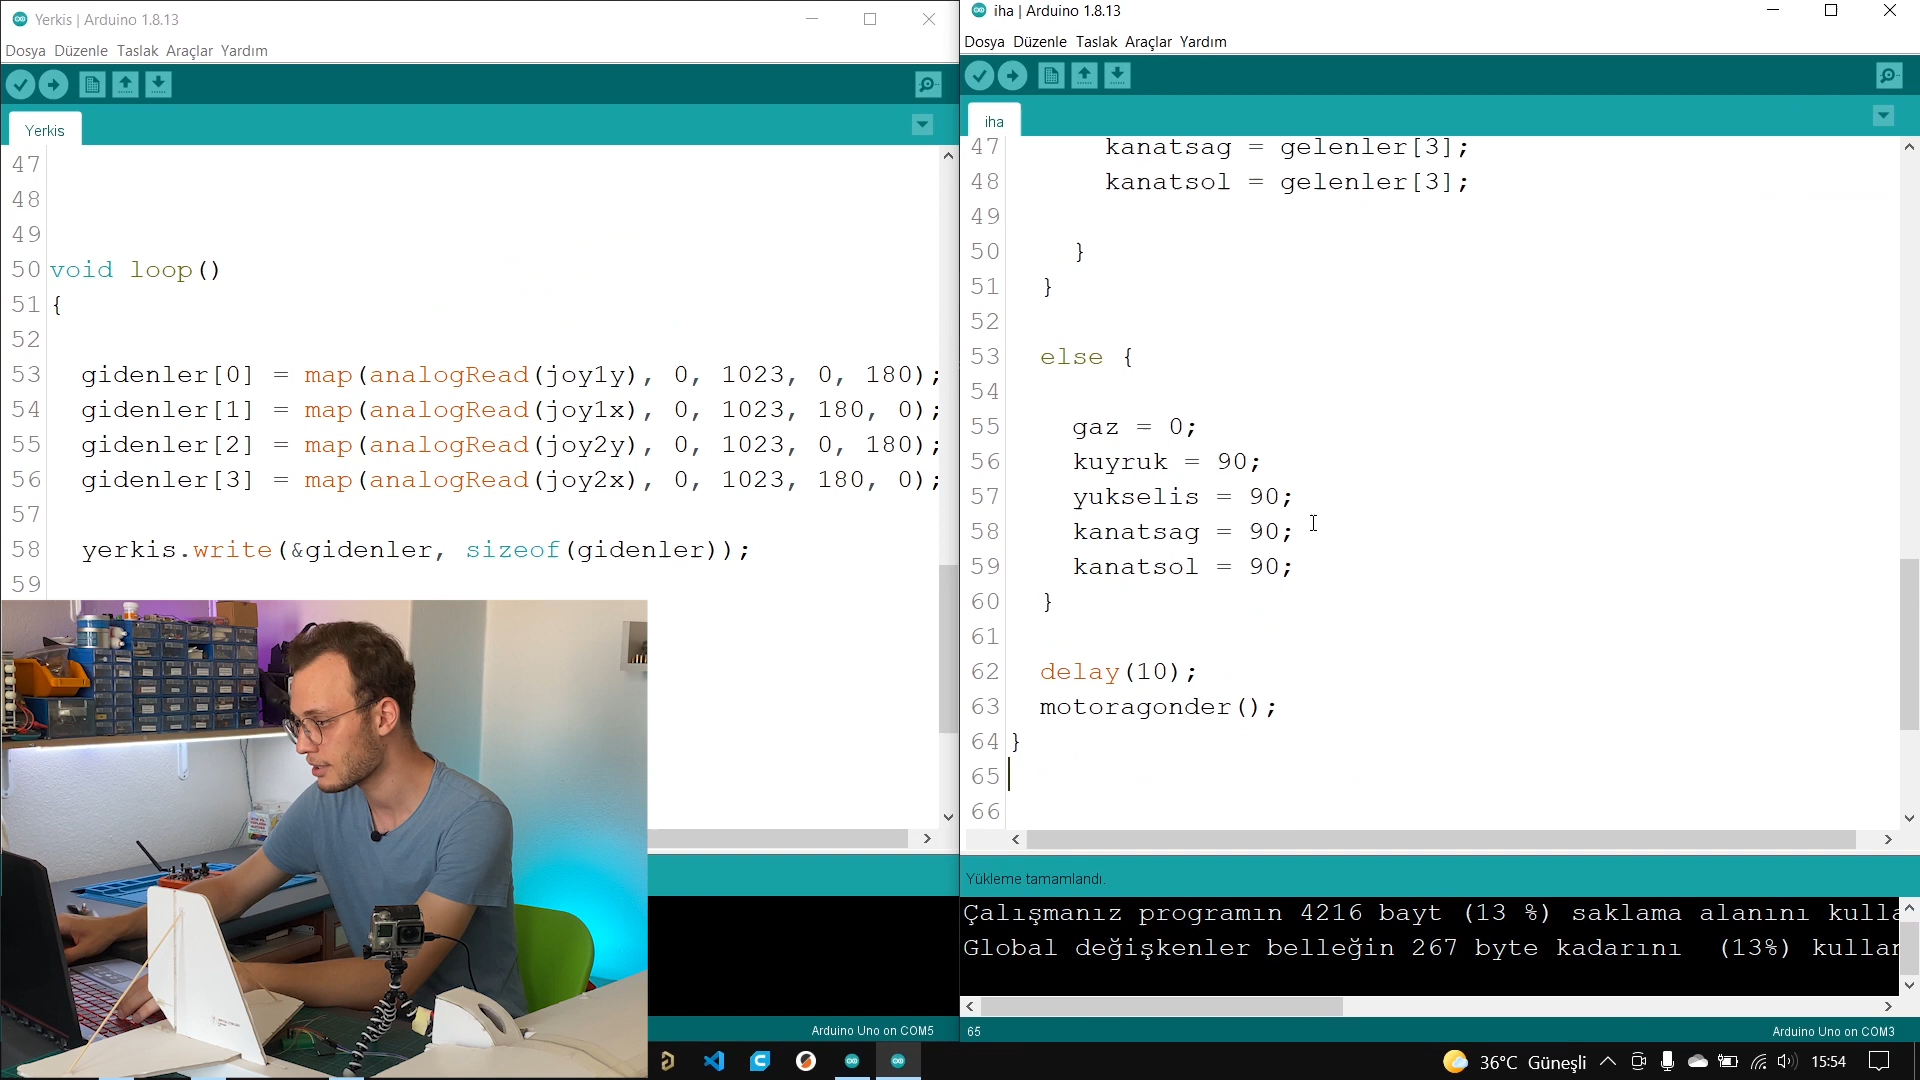 Yerkis | Arduino 1.8.13
Dosya Düzenle Taslak Araçlar Yardım
Yerkis
47
48
49
50 void loop()
51 {
52
53 gidenler[0] = map(analogRead(joy1y), 0, 1023, 0, 180);
54 gidenler[1] = map(analogRead(joy1x), 0, 1023, 180, 0);
55 gidenler[2] = map(analogRead(joy2y), 0, 1023, 0, 180);
56 gidenler[3] = map(analogRead(joy2x), 0, 1023, 180, 0);
57
58 yerkis.write(&gidenler, sizeof(gidenler));
59
Arduino Uno on COM5
iha | Arduino 1.8.13
Dosya Düzenle Taslak Araçlar Yardım
iha
47 kanatsag = gelenler[3];
48 kanatsol = gelenler[3];
49
50 }
51 }
52
53 else {
54
55 gaz = 0;
56 kuyruk = 90;
57 yukselis = 90;
58 kanatsag = 90;
59 kanatsol = 90;
60 }
61
62 delay(10);
63 motoragonder();
64 }
65
66
Yükleme tamamlandı.
Çalışmanız programın 4216 bayt (13 %) saklama alanını kulla
Global değişkenler belleğin 267 byte kadarını (13%) kullan
65
Arduino Uno on COM3
36°C Güneşli
15:54